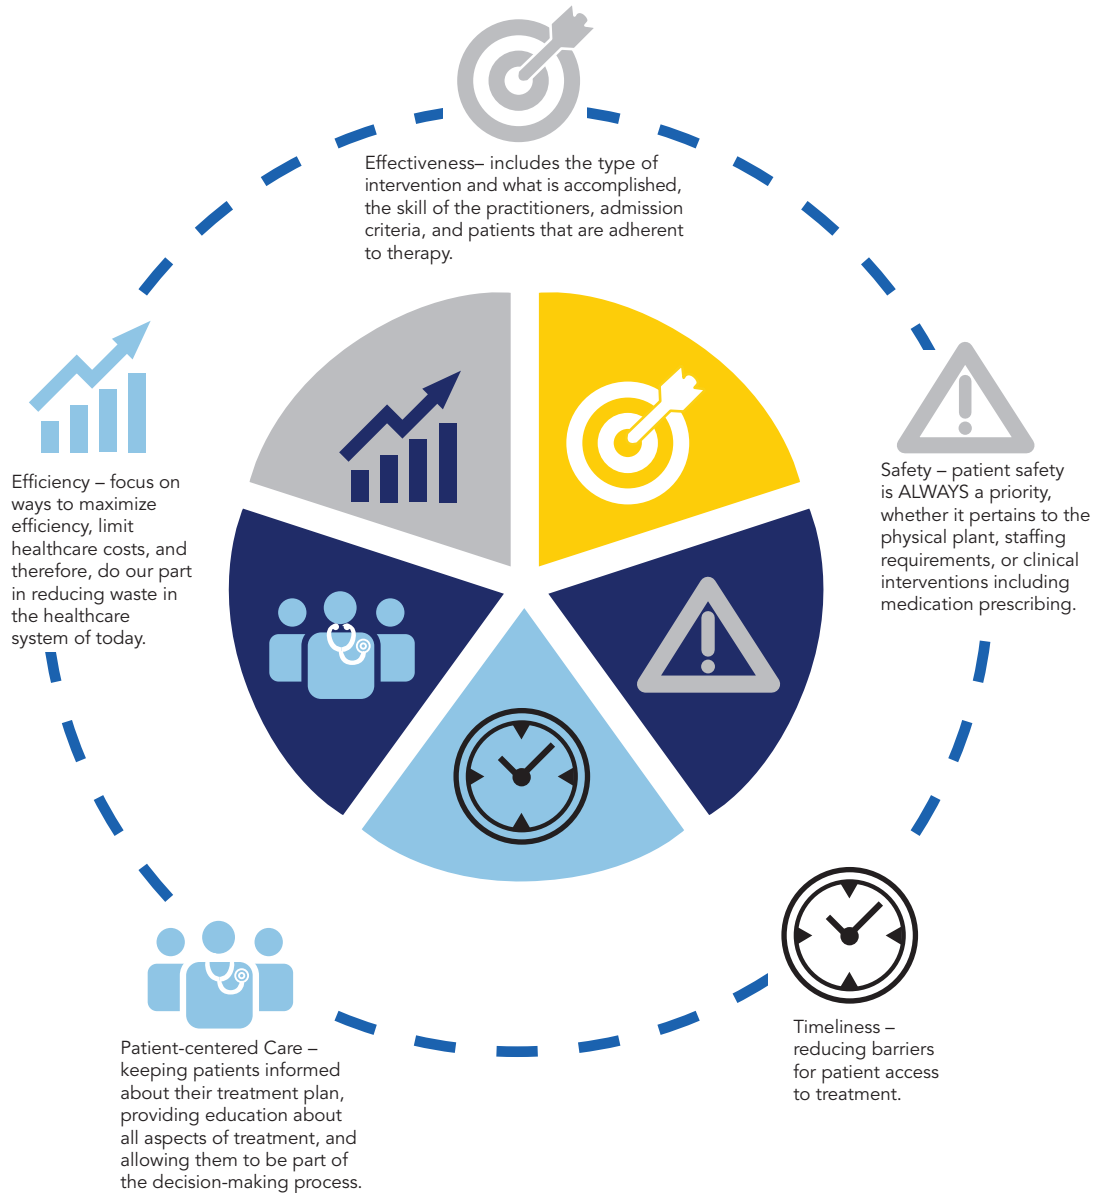 Effectiveness– includes the type of
intervention and what is accomplished,
the skill of the practitioners, admission
criteria, and patients that are adherent
to therapy.
Efficiency – focus on
ways to maximize
efficiency, limit
healthcare costs, and
therefore, do our part
in reducing waste in
the healthcare
system of today.
Safety – patient safety
is ALWAYS a priority,
whether it pertains to the
physical plant, staffing
requirements, or clinical
interventions including
medication prescribing.
Timeliness –
reducing barriers
for patient access
to treatment.
Patient-centered Care –
keeping patients informed
about their treatment plan,
providing education about
all aspects of treatment, and
allowing them to be part of
the decision-making process.